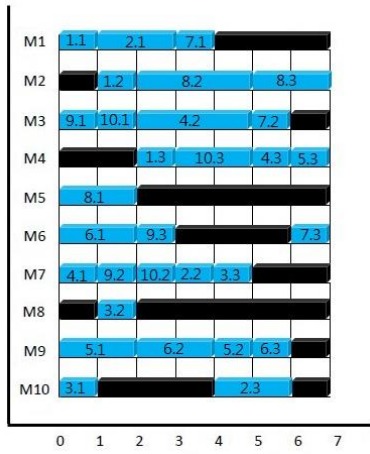 M1 1.1 2.1 7.1
M2 1.2 8.2 8.3
M3 9.1 10.1 4.2 7.2
M4 1.3 10.3 4.3 5.3
M5 8.1
M6 6.1 9.3 7.3
M7 4.1 9.2 10.2 2.2 3.3
M8 3.2
M9 5.1 6.2 5.2 6.3
M10 3.1 2.3
0 1 2 3 4 5 6 7